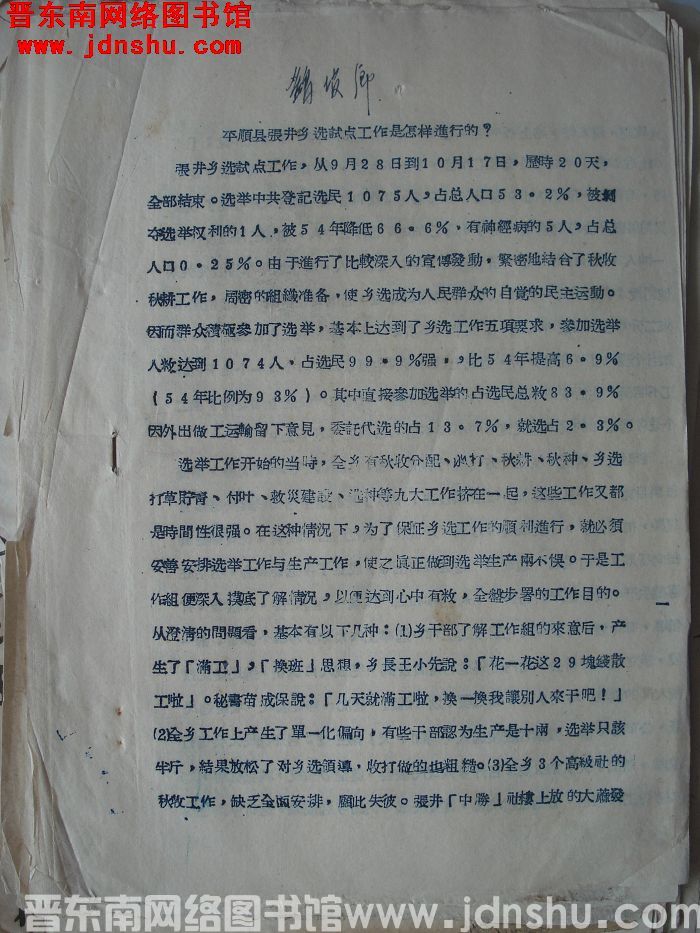 晋东南网络图书馆
www.jdnshu.com
平順县張井乡选試点工作是怎样進行的？
張井乡选試点工作，从9月28日到10月17日，歷時20天，
全部結束。选举中共登記选民1075人，占总人口53·2%，被剝
夺选举权利的1人，被54年降低66·6%，有神經病的5人，占总
人口0·25%。由于進行了比較深入的宣傳發動，緊密地結合了秋收
秋耕工作，周密的組織准备，使乡选成为人民群众的自覚的民主运动。
因而群众積極參加了选举，基本上达到了乡选工作五項要求，參加选举
人数达到1074人，占选民99·9%强，，比54年提高6·9%
（54年比例为93%）。其中直接參加选举的占选民总数83·9%
因外出做工运輸留下意見，委託代选的占13·7%，就选占2·3%。
选举工作开始的当時，全乡有秋收分配、打、秋耕、秋种、乡选
打草貯青、付叶、救災建設、选种等九大工作挤在一起，这些工作又都
是時間性很强。在这种情况下，为了保証乡选工作的順利進行，就必須
妥善安排选举工作与生产工作，使之眞正做到选举生产兩不悞。于是工
作組便深入摸底了解情况，以便达到心中有数，全盤步署的工作目的。
从澄清的問題看，基本有以下几种：⑴乡干部了解工作組的來意后，产
生了「滿工」，「換班」思想，乡長王小先說：「花一花这29塊錢散
工啦」。秘書苗成保說：「几天就滿工啦，換一換我讓別人來干吧！」
⑵全乡工作上产生了單一化偏向，有些干部認为生产是十兩，选举只該
半斤，結果放松了对乡选領導，收打做的也粗糙。⑶全乡3个高級社的
秋收工作，缺乏全面安排，顧此失彼。張井「中勝」社楼上放的大蔴發
晋东南网络图书馆 www.jdnshu.com